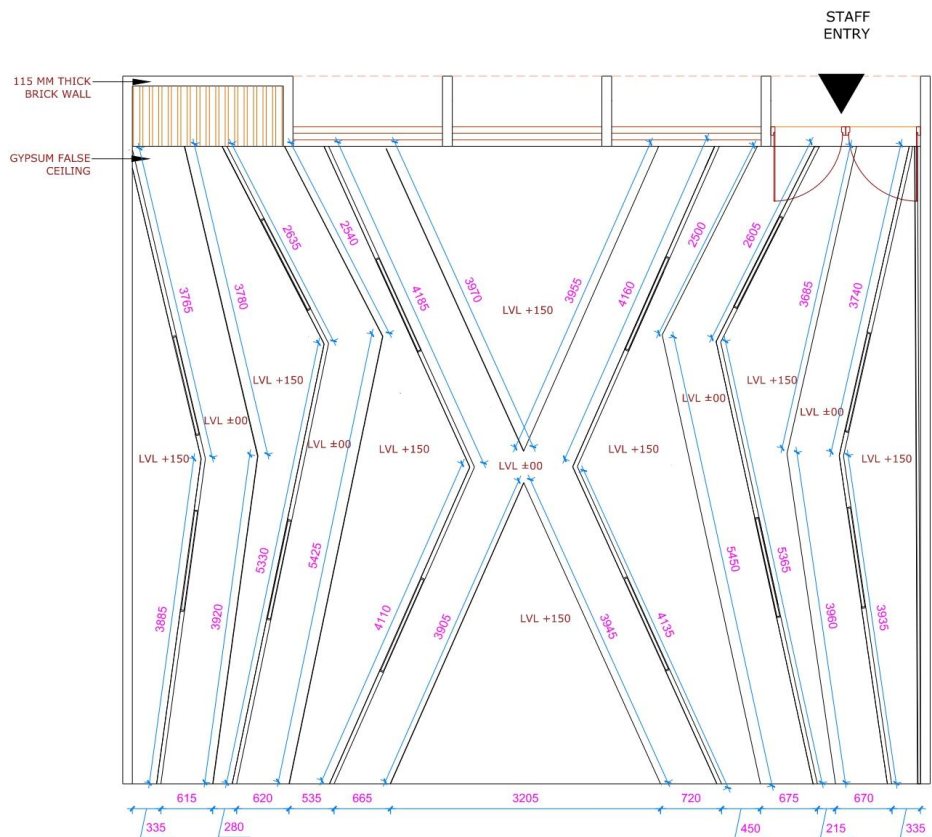 STAFF
ENTRY
115 MM THICK
BRICK WALL
GYPSUM FALSE
CEILING
2635
2540
2500
2605
3765
3780
4185
3970
3955
4160
3685
3740
LVL +150
LVL +150
LVL +150
LVL ±00
LVL ±00
LVL ±00
LVL ±00
LVL +150
LVL +150
LVL ±00
LVL +150
LVL +150
5330
5425
5450
5365
3885
3920
4110
3905
LVL +150
3945
4135
3960
3935
615
620
535
665
3205
720
675
670
335
280
450
215
335